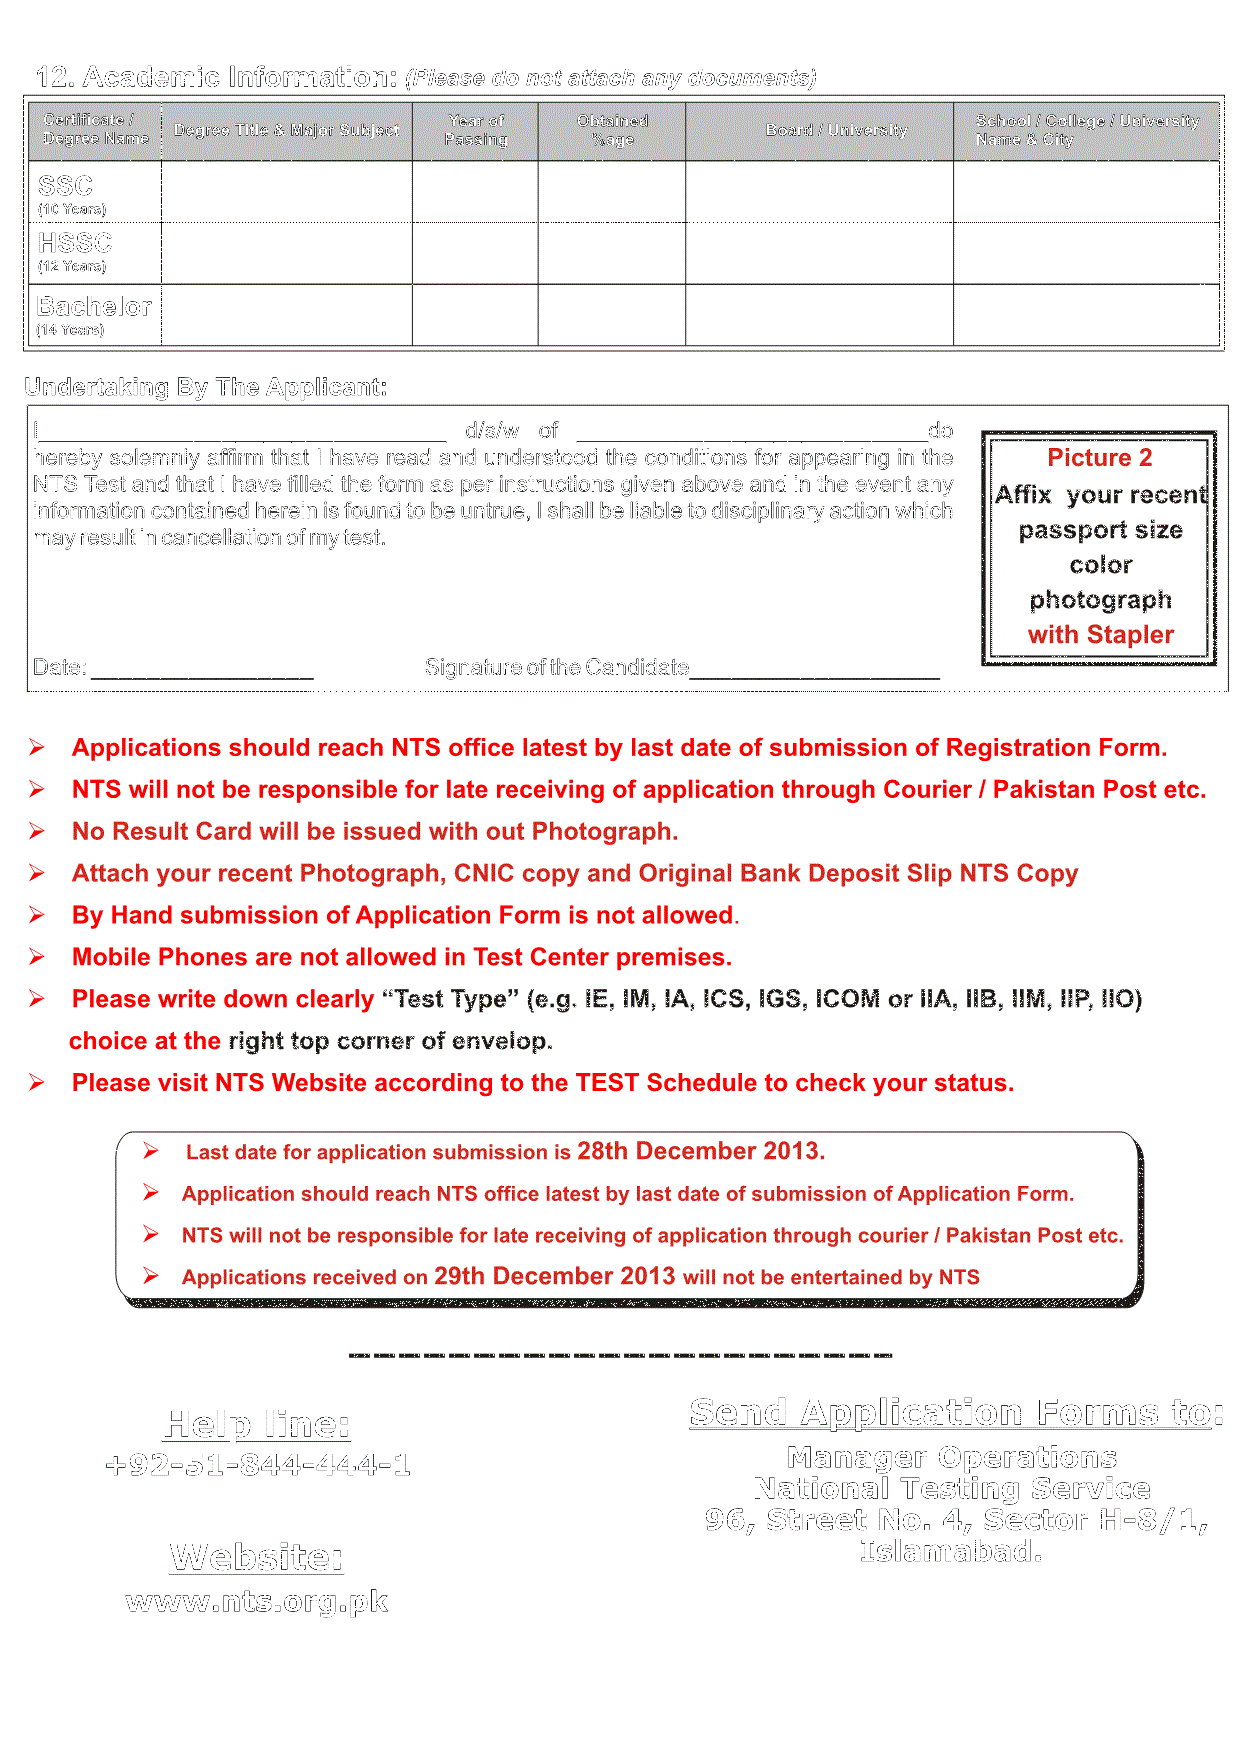 12. Academic Information: (Please do not attach any documents)
Certificate / Degree Name
Degree Title & Major Subject
Year of Passing
Obtained %age
Board / University
School / College / University Name & City
SSC
(10 Years)
HSSC
(12 Years)
Bachelor
(14 Years)
Undertaking By The Applicant:
I__________________________________ d/s/w of ______________________________do
hereby solemnly affirm that I have read and understood the conditions for appearing in the
NTS Test and that I have filled the form as per instructions given above and in the event any
information contained herein is found to be untrue, I shall be liable to disciplinary action which
may result in cancellation of my test.
Date: __________________ Signature of the Candidate____________________
Picture 2
Affix your recent
passport size
color
photograph
with Stapler
➢ Applications should reach NTS office latest by last date of submission of Registration Form.
➢ NTS will not be responsible for late receiving of application through Courier / Pakistan Post etc.
➢ No Result Card will be issued with out Photograph.
➢ Attach your recent Photograph, CNIC copy and Original Bank Deposit Slip NTS Copy
➢ By Hand submission of Application Form is not allowed.
➢ Mobile Phones are not allowed in Test Center premises.
➢ Please write down clearly “Test Type” (e.g. IE, IM, IA, ICS, IGS, ICOM or IIA, IIB, IIM, IIP, IIO)
choice at the right top corner of envelop.
➢ Please visit NTS Website according to the TEST Schedule to check your status.
➢ Last date for application submission is 28th December 2013.
➢ Application should reach NTS office latest by last date of submission of Application Form.
➢ NTS will not be responsible for late receiving of application through courier / Pakistan Post etc.
➢ Applications received on 29th December 2013 will not be entertained by NTS
Help line:
+92-51-844-444-1
Website:
www.nts.org.pk
Send Application Forms to:
Manager Operations
National Testing Service
96, Street No. 4, Sector H-8/1,
Islamabad.